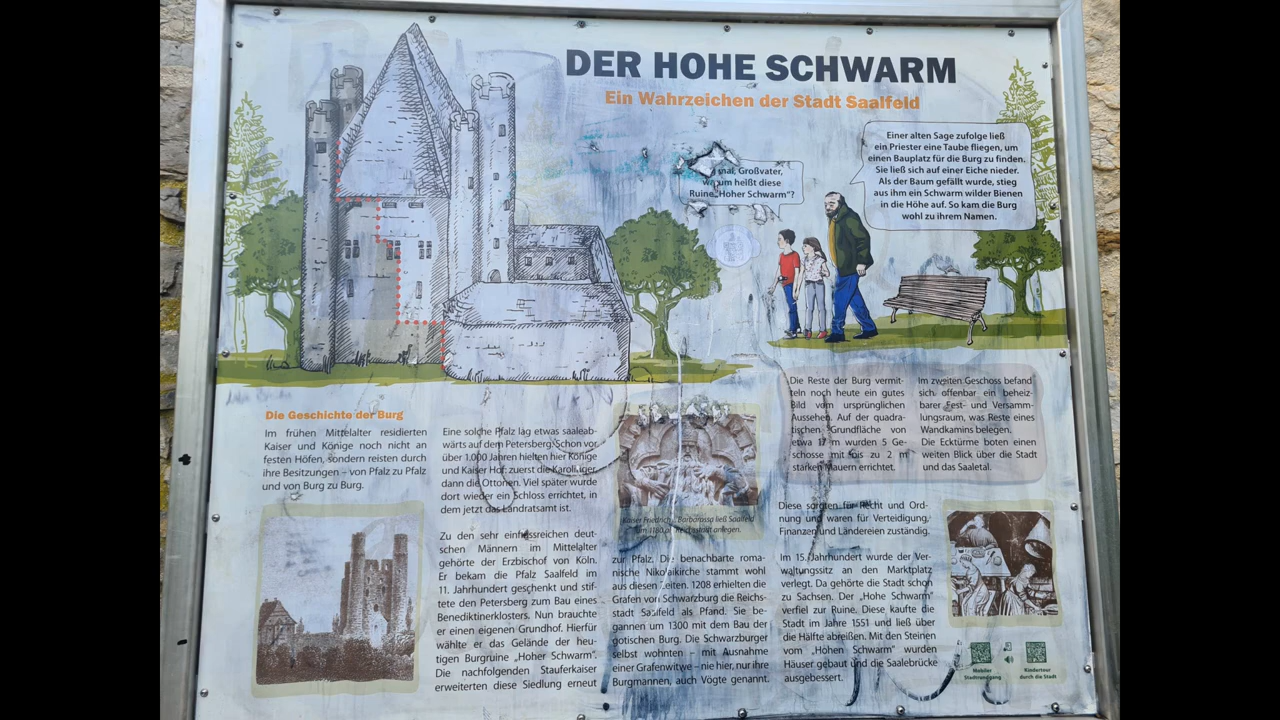 DER HOHE SCHWARM
Ein Wahrzeichen der Stadt Saalfeld
Großvater,
heißt diese
Ruine „Hoher Schwarm"?
Einer alten Sage zufolge ließ
ein Priester eine Taube fliegen, um
einen Bauplatz für die Burg zu finden.
Sie ließ sich auf einer Eiche nieder.
Als der Baum gefällt wurde, stieg
aus ihm ein Schwarm wilder Bienen
in die Höhe auf. So kam die Burg
wohl zu ihrem Namen.
Die Geschichte der Burg
Im frühen Mittelalter residierten
Kaiser und Könige noch nicht an
festen Höfen, sondern reisten durch
ihre Besitzungen – von Pfalz zu Pfalz
und von Burg zu Burg.
Eine solche Pfalz lag etwas saaleab-
wärts auf dem Petersberg. Schon vor
über 1.000 Jahren hielten hier Könige
und Kaiser Hof: zuerst die Karolinger,
dann die Ottonen. Viel später wurde
dort wieder ein Schloss errichtet, in
dem jetzt das Landratsamt ist.
Zu den sehr einflussreichen deut-
schen Männern im Mittelalter
gehörte der Erzbischof von Köln.
Er bekam die Pfalz Saalfeld im
11. Jahrhundert geschenkt und stif-
tete den Petersberg zum Bau eines
Benediktinerklosters. Nun brauchte
er einen eigenen Grundhof. Hierfür
wählte er das Gelände der heu-
tigen Burgruine „Hoher Schwarm".
Die nachfolgenden Stauferkaiser
erweiterten diese Siedlung erneut
Kaiser Friedrich I. Barbarossa ließ Saalfeld
um 1180 als Reichsstadt anlegen.
zur Pfalz. Die benachbarte roma-
nische Nikolaikirche stammt wohl
aus diesen Zeiten. 1208 erhielten die
Grafen von Schwarzburg die Reichs-
stadt Saalfeld als Pfand. Sie be-
gannen um 1300 mit dem Bau der
gotischen Burg. Die Schwarzburger
selbst wohnten – mit Ausnahme
einer Grafenwitwe – nie hier, nur ihre
Burgmannen, auch Vögte genannt.
Die Reste der Burg vermit-
teln noch heute ein gutes
Bild vom ursprünglichen
Aussehen. Auf der quadra-
tischen Grundfläche von
etwa 17 m wurden 5 Ge-
schosse mit bis zu 2 m
starken Mauern errichtet.
Im zweiten Geschoss befand
sich offenbar ein beheiz-
barer Fest- und Versamm-
lungsraum, was Reste eines
Wandkamins belegen.
Die Ecktürme boten einen
weiten Blick über die Stadt
und das Saaletal.
Diese sorgten für Recht und Ord-
nung und waren für Verteidigung,
Finanzen und Ländereien zuständig.
Im 15. Jahrhundert wurde der Ver-
waltungssitz an den Marktplatz
verlegt. Da gehörte die Stadt schon
zu Sachsen. Der „Hohe Schwarm"
verfiel zur Ruine. Diese kaufte die
Stadt im Jahre 1551 und ließ über
die Hälfte abreißen. Mit den Steinen
vom „Hohen Schwarm" wurden
Häuser gebaut und die Saalebrücke
ausgebessert.
Mobiler
Stadtrundgang
Kindertour
durch die Stadt